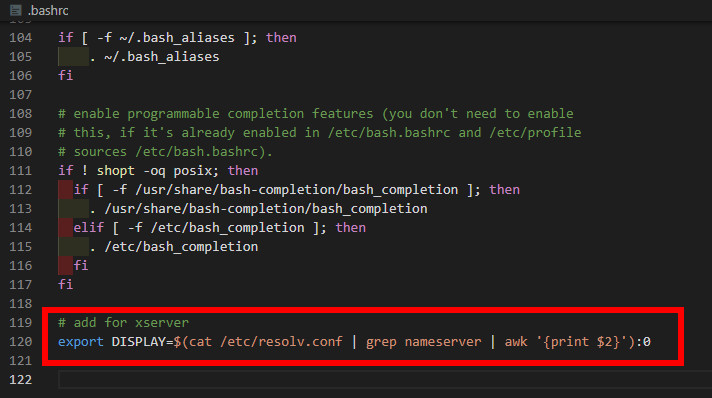 .bashrc
104 if [ -f ~/.bash_aliases ]; then
105     . ~/.bash_aliases
106 fi
107
108 # enable programmable completion features (you don't need to enable
109 # this, if it's already enabled in /etc/bash.bashrc and /etc/profile
110 # sources /etc/bash.bashrc).
111 if ! shopt -oq posix; then
112   if [ -f /usr/share/bash-completion/bash_completion ]; then
113     . /usr/share/bash-completion/bash_completion
114   elif [ -f /etc/bash_completion ]; then
115     . /etc/bash_completion
116   fi
117 fi
118
119 # add for xserver
120 export DISPLAY=$(cat /etc/resolv.conf | grep nameserver | awk '{print $2}'):0
121
122